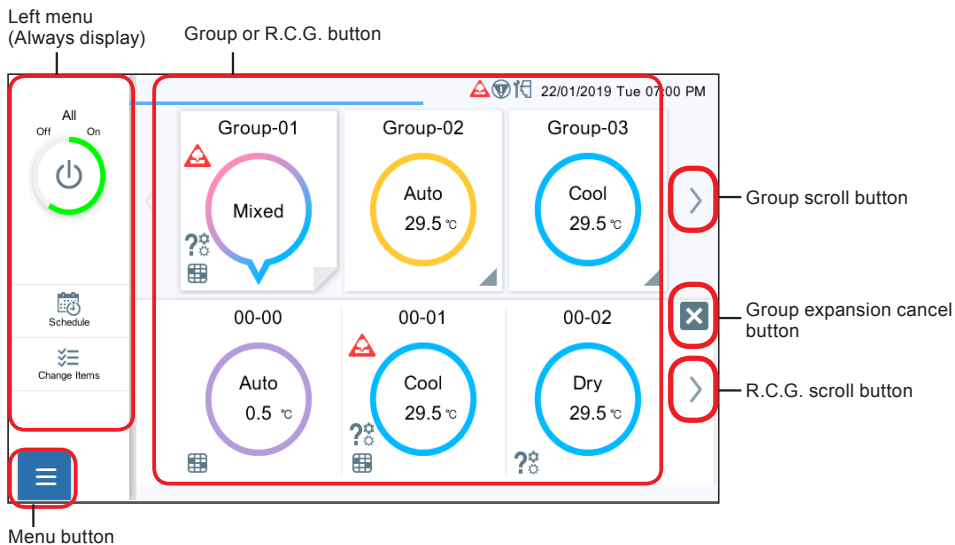 Left menu
(Always display)
Group or R.C.G. button
22/01/2019 Tue 07:00 PM
All
Off On
Group-01
Group-02
Group-03
Mixed
Auto
29.5 ℃
Cool
29.5 ℃
Group scroll button
Schedule
Change Items
00-00
00-01
00-02
Auto
0.5 ℃
Cool
29.5 ℃
Dry
29.5 ℃
Group expansion cancel
button
R.C.G. scroll button
Menu button